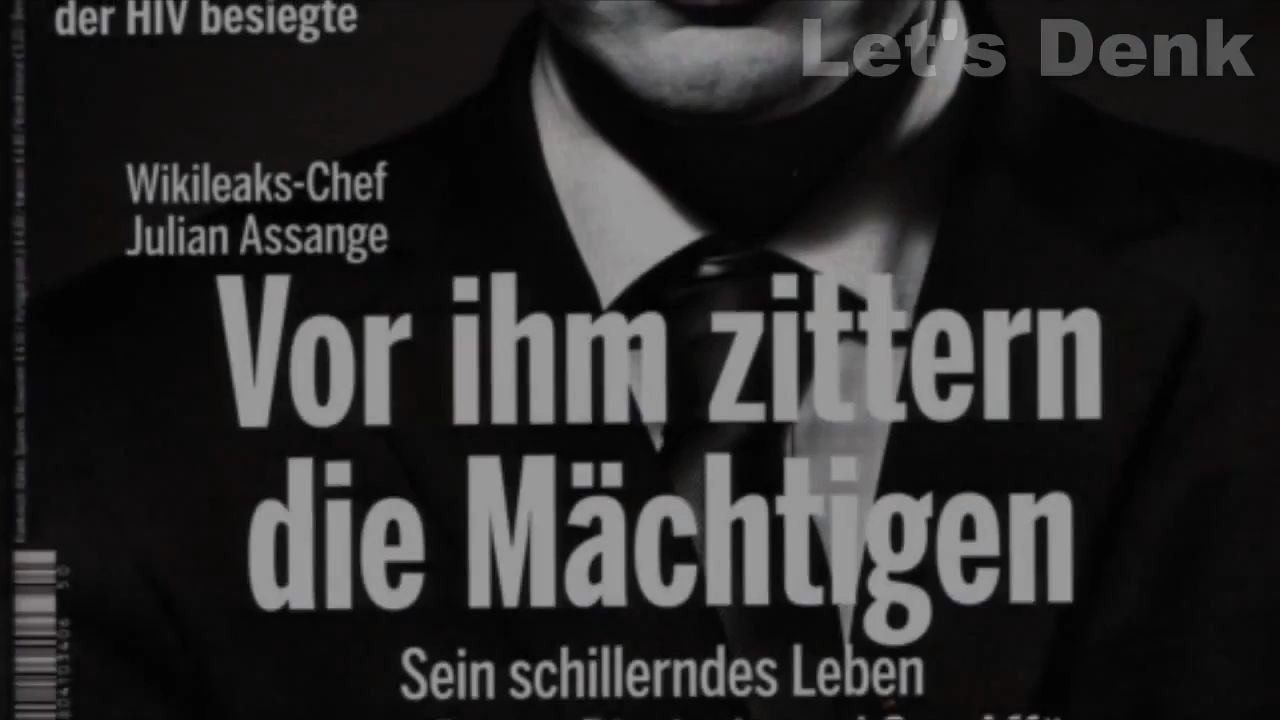 der HIV besiegte
Let's Denk
Wikileaks-Chef
Julian Assange
Vor ihm zittern
die Mächtigen
Sein schillerndes Leben